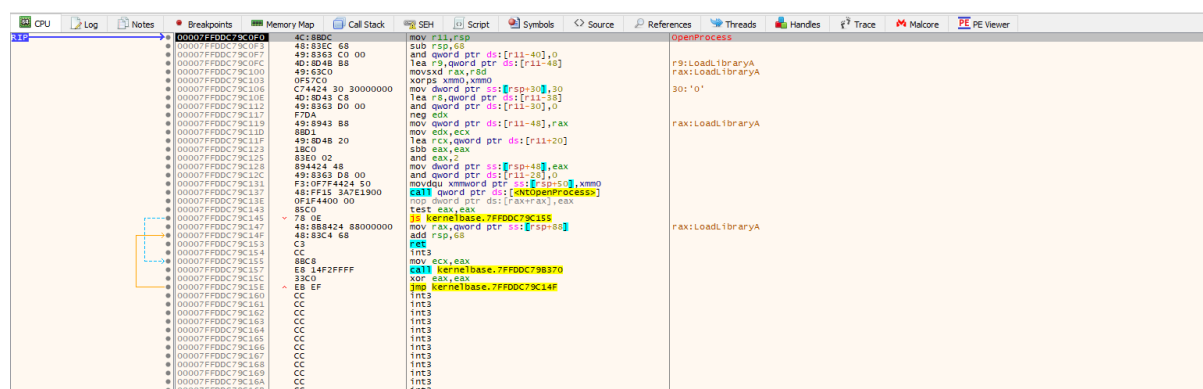 CPU Log Notes Breakpoints Memory Map Call Stack SEH Script Symbols Source References Threads Handles Trace Malcore PE Viewer
RIP 00007FFDDC79C0F0 4C:8BDC mov r11,rsp OpenProcess
00007FFDDC79C0F3 48:83EC 68 sub rsp,68
00007FFDDC79C0F7 49:8363 C0 00 and qword ptr ds:[r11-40],0
00007FFDDC79C0FC 4D:8D4B B8 lea r9,qword ptr ds:[r11-48] r9:LoadLibraryA
00007FFDDC79C100 49:63C0 movsxd rax,r8d rax:LoadLibraryA
00007FFDDC79C103 0F57C0 xorps xmm0,xmm0
00007FFDDC79C106 C74424 30 30000000 mov dword ptr ss:[rsp+30],30 30:'0'
00007FFDDC79C10E 4D:8D43 C8 lea r8,qword ptr ds:[r11-38]
00007FFDDC79C112 49:8363 D0 00 and qword ptr ds:[r11-30],0
00007FFDDC79C117 F7DA neg edx
00007FFDDC79C119 49:8943 B8 mov qword ptr ds:[r11-48],rax rax:LoadLibraryA
00007FFDDC79C11D 8BD1 mov edx,ecx
00007FFDDC79C11F 49:8D4B 20 lea rcx,qword ptr ds:[r11+20]
00007FFDDC79C123 1BC0 sbb eax,eax
00007FFDDC79C125 83E0 02 and eax,2
00007FFDDC79C128 894424 48 mov dword ptr ss:[rsp+48],eax
00007FFDDC79C12C 49:8363 D8 00 and qword ptr ds:[r11-28],0
00007FFDDC79C131 F3:0F7F4424 50 movdqu xmmword ptr ss:[rsp+50],xmm0
00007FFDDC79C137 48:FF15 3A7E1900 call qword ptr ds:[<NtOpenProcess>]
00007FFDDC79C13E 0F1F4400 00 nop dword ptr ds:[rax+rax],eax
00007FFDDC79C143 85C0 test eax,eax
00007FFDDC79C145 78 0E js kernelbase.7FFDDC79C155
00007FFDDC79C147 48:8B8424 88000000 mov rax,qword ptr ss:[rsp+88] rax:LoadLibraryA
00007FFDDC79C14F 48:83C4 68 add rsp,68
00007FFDDC79C153 C3 ret
00007FFDDC79C154 CC int3
00007FFDDC79C155 8BC8 mov ecx,eax
00007FFDDC79C157 E8 14F2FFFF call kernelbase.7FFDDC79B370
00007FFDDC79C15C 33C0 xor eax,eax
00007FFDDC79C15E EB EF jmp kernelbase.7FFDDC79C14F
00007FFDDC79C160 CC int3
00007FFDDC79C161 CC int3
00007FFDDC79C162 CC int3
00007FFDDC79C163 CC int3
00007FFDDC79C164 CC int3
00007FFDDC79C165 CC int3
00007FFDDC79C166 CC int3
00007FFDDC79C167 CC int3
00007FFDDC79C168 CC int3
00007FFDDC79C169 CC int3
00007FFDDC79C16A CC int3